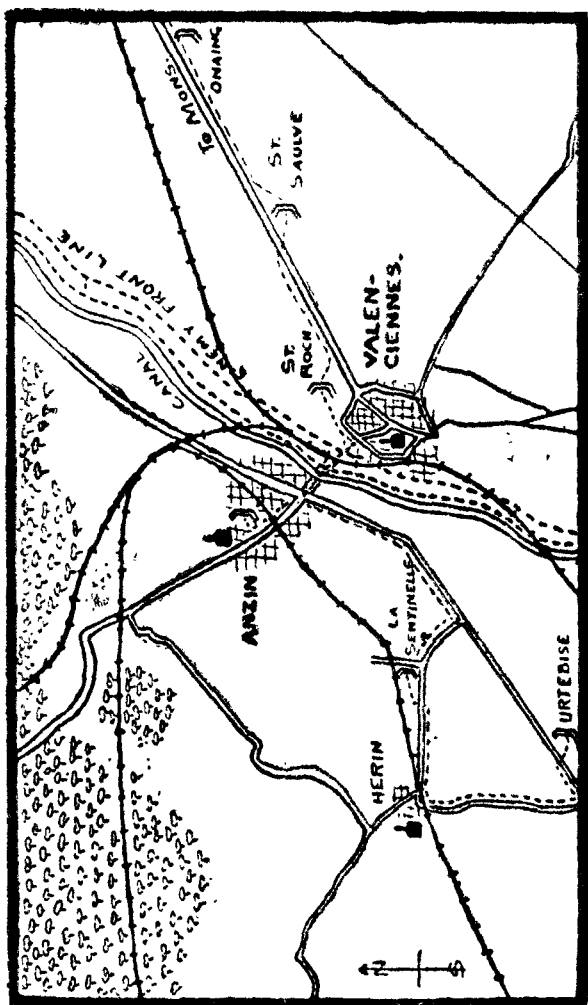 To MONS.
ONAING
ST.
SAULVE
ENEMY FRONT LINE
CANAL
ST.
ROCH
VALEN-
CIENNES.
ANZIN
LA
SENTINELLE
HERIN
URTEBISE
N
S